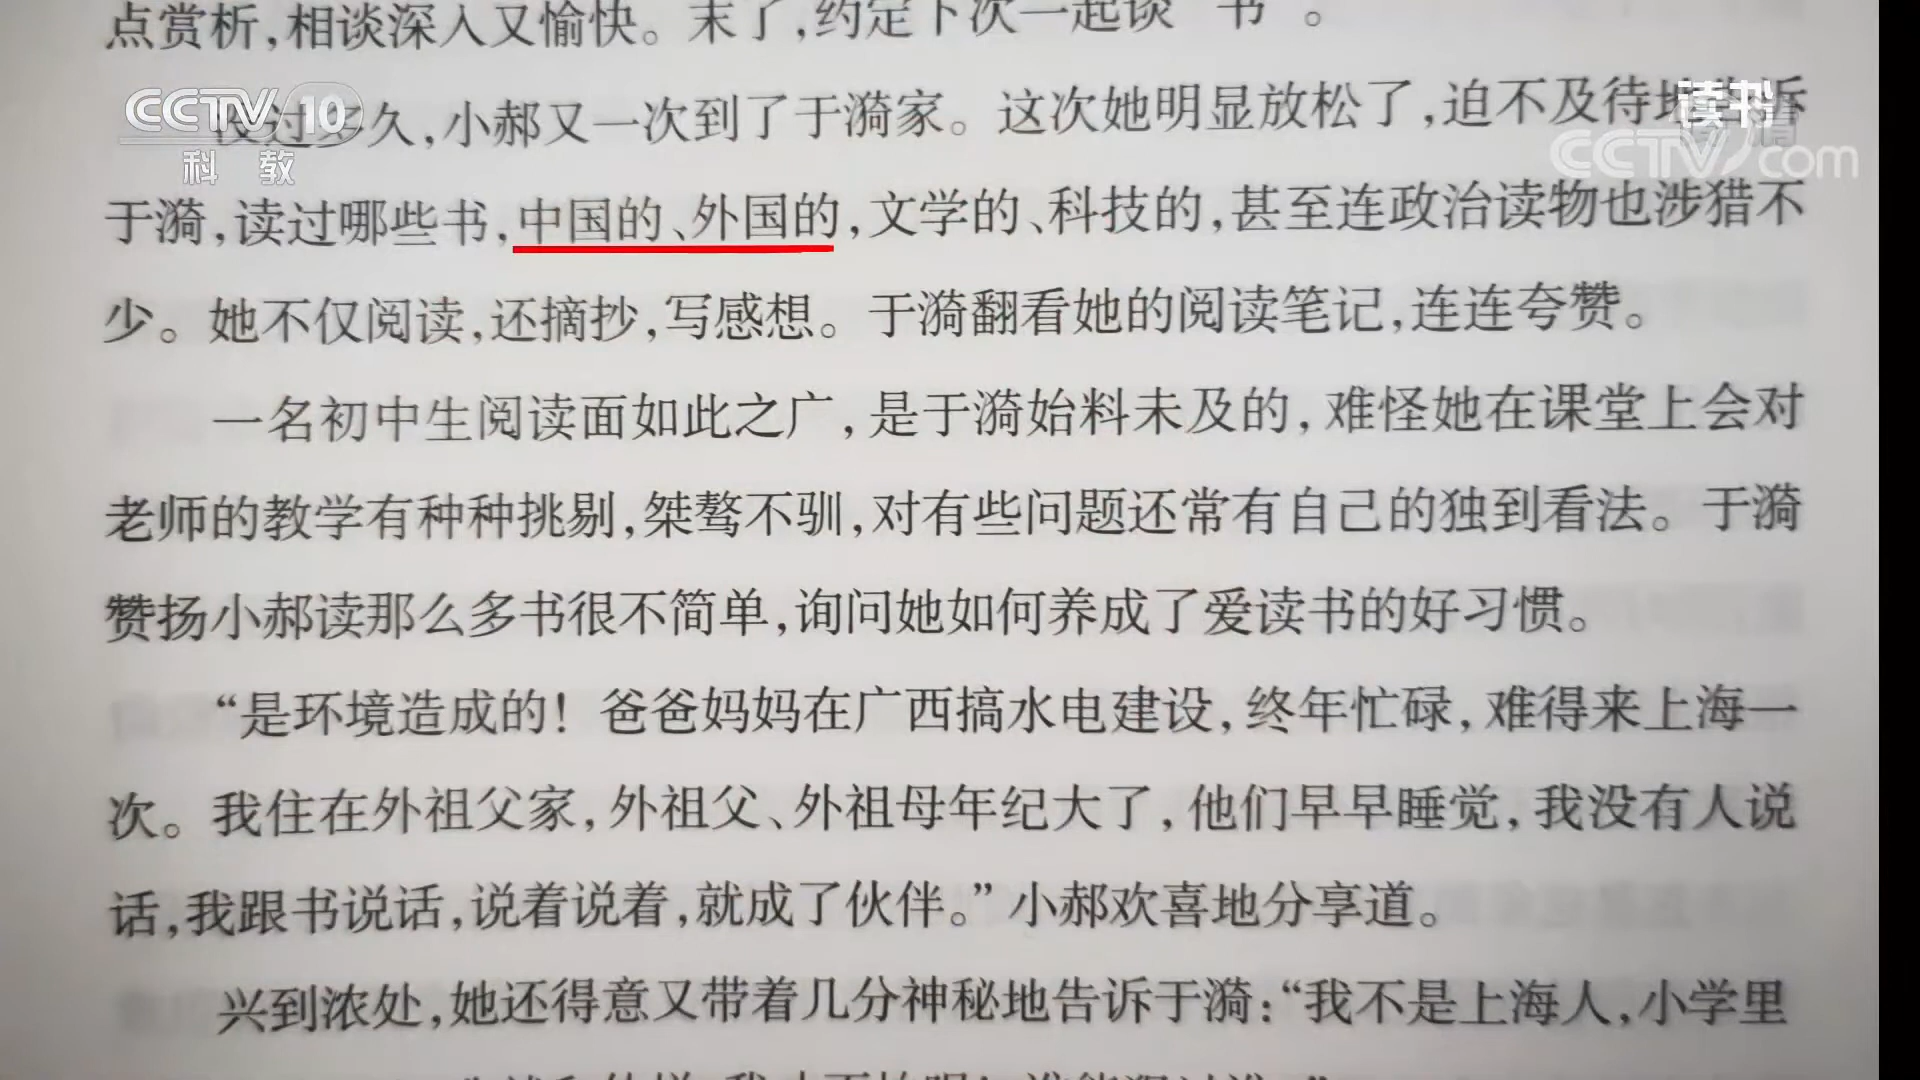 点赏析，相谈深入又愉快。末了，约定下次一起谈“书”。
CCTV 10
科教
读书
CCTV.com
没过多久，小郝又一次到了于漪家。这次她明显放松了，迫不及待地告诉
于漪，读过哪些书，中国的、外国的，文学的、科技的，甚至连政治读物也涉猎不
少。她不仅阅读，还摘抄，写感想。于漪翻看她的阅读笔记，连连夸赞。
一名初中生阅读面如此之广，是于漪始料未及的，难怪她在课堂上会对
老师的教学有种种挑剔，桀骜不驯，对有些问题还常有自己的独到看法。于漪
赞扬小郝读那么多书很不简单，询问她如何养成了爱读书的好习惯。
“是环境造成的！爸爸妈妈在广西搞水电建设，终年忙碌，难得来上海一
次。我住在外祖父家，外祖父、外祖母年纪大了，他们早早睡觉，我没有人说
话，我跟书说话，说着说着，就成了伙伴。”小郝欢喜地分享道。
兴到浓处，她还得意又带着几分神秘地告诉于漪：“我不是上海人，小学里